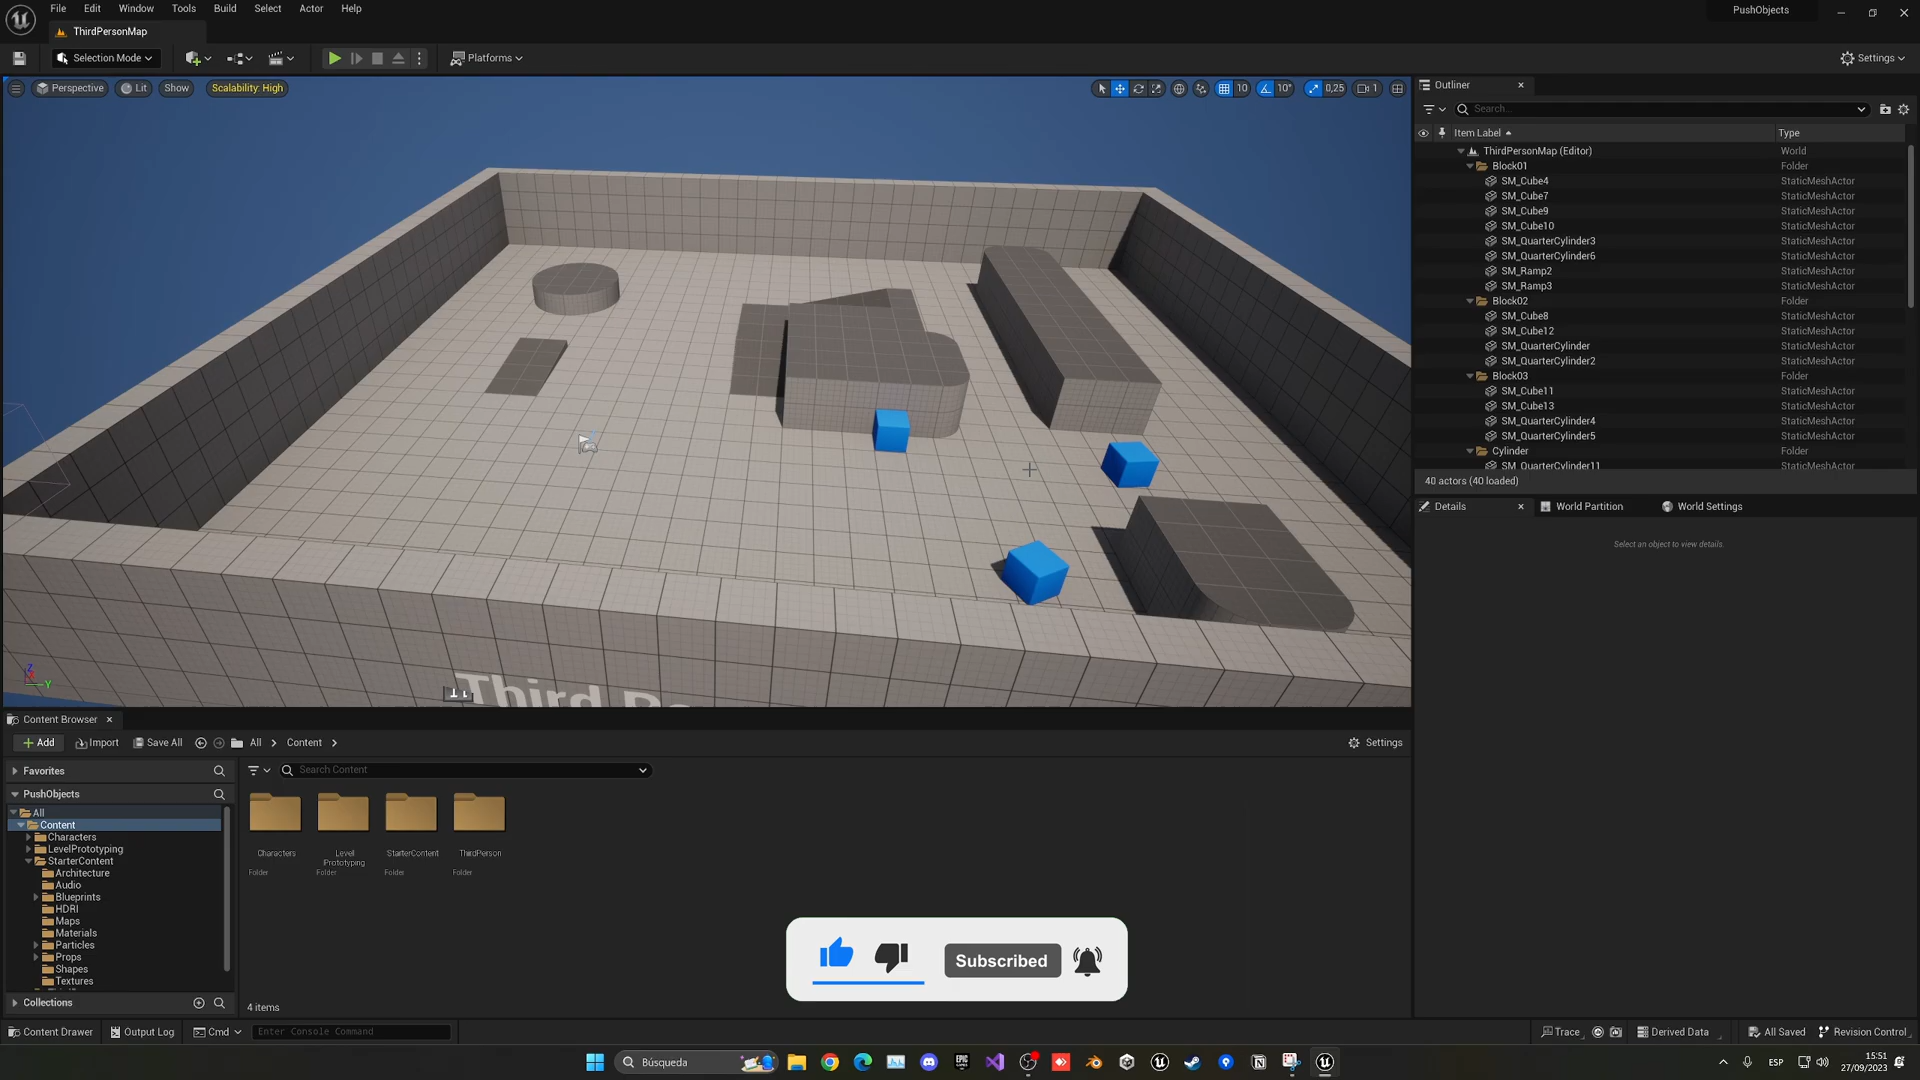 File Edit Window Tools Build Select Actor Help
PushObjects
ThirdPersonMap
Selection Mode
Platforms
Settings
Perspective Lit Show Scalability: High
10 10° 0,25 1
Outliner
Search...
Item Label Type
ThirdPersonMap (Editor) World
Block01 Folder
SM_Cube4 StaticMeshActor
SM_Cube7 StaticMeshActor
SM_Cube9 StaticMeshActor
SM_Cube10 StaticMeshActor
SM_QuarterCylinder3 StaticMeshActor
SM_QuarterCylinder6 StaticMeshActor
SM_Ramp2 StaticMeshActor
SM_Ramp3 StaticMeshActor
Block02 Folder
SM_Cube8 StaticMeshActor
SM_Cube12 StaticMeshActor
SM_QuarterCylinder StaticMeshActor
SM_QuarterCylinder2 StaticMeshActor
Block03 Folder
SM_Cube11 StaticMeshActor
SM_Cube13 StaticMeshActor
SM_QuarterCylinder4 StaticMeshActor
SM_QuarterCylinder5 StaticMeshActor
Cylinder Folder
SM_QuarterCylinder11 StaticMeshActor
40 actors (40 loaded)
Details World Partition World Settings
Select an object to view details.
Z
Y
Third
Content Browser
Add Import Save All All Content Settings
Favorites
Search Content
PushObjects
All
Content
Characters
LevelPrototyping
StarterContent
Architecture
Audio
Blueprints
HDRI
Maps
Materials
Particles
Props
Shapes
Textures
Collections
Characters Level Prototyping StarterContent ThirdPerson
Folder Folder Folder Folder
4 items
Subscribed
Content Drawer Output Log Cmd Enter Console Command
Trace Derived Data All Saved Revision Control
Búsqueda
ESP
15:51
27/09/2023